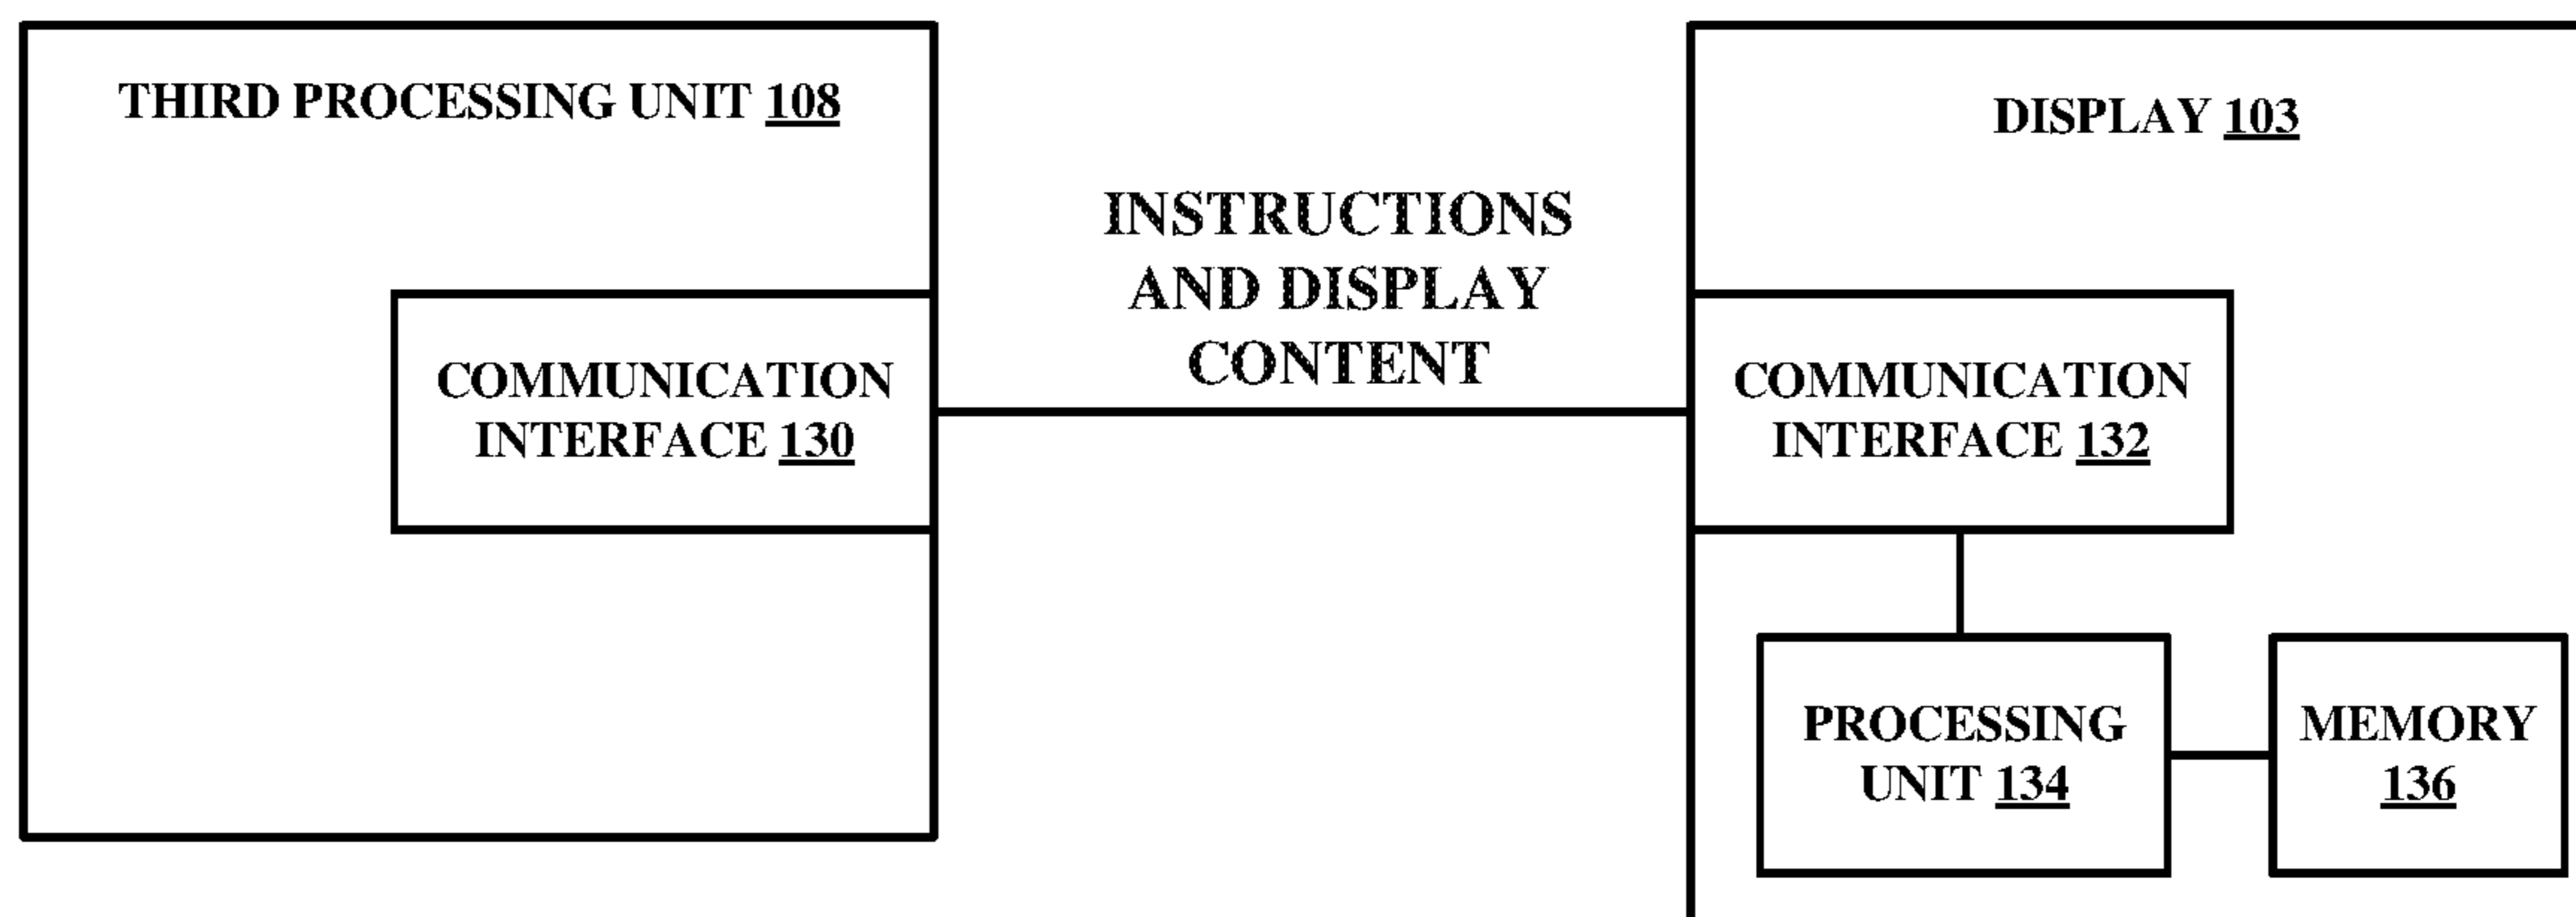 THIRD PROCESSING UNIT 108
DISPLAY 103
INSTRUCTIONS
AND DISPLAY
CONTENT
COMMUNICATION
INTERFACE 130
COMMUNICATION
INTERFACE 132
PROCESSING
UNIT 134
MEMORY
136